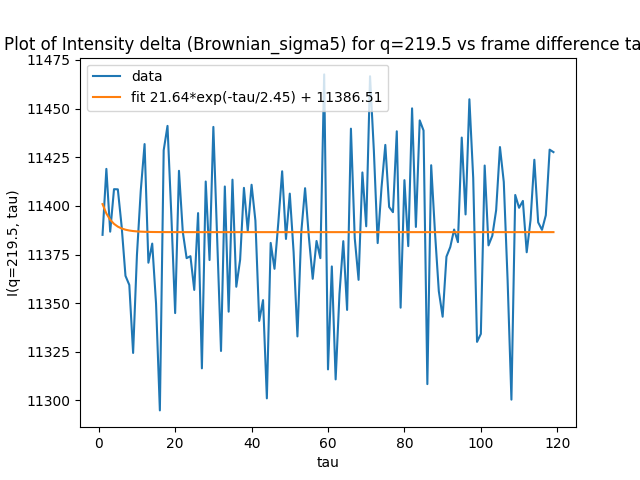 Plot of Intensity delta (Brownian_sigma5) for q=219.5 vs frame difference ta
11475
11450
11425
11400
11375
11350
11325
11300
I(q=219.5, tau)
data
fit 21.64*exp(-tau/2.45) + 11386.51
0 20 40 60 80 100 120
tau